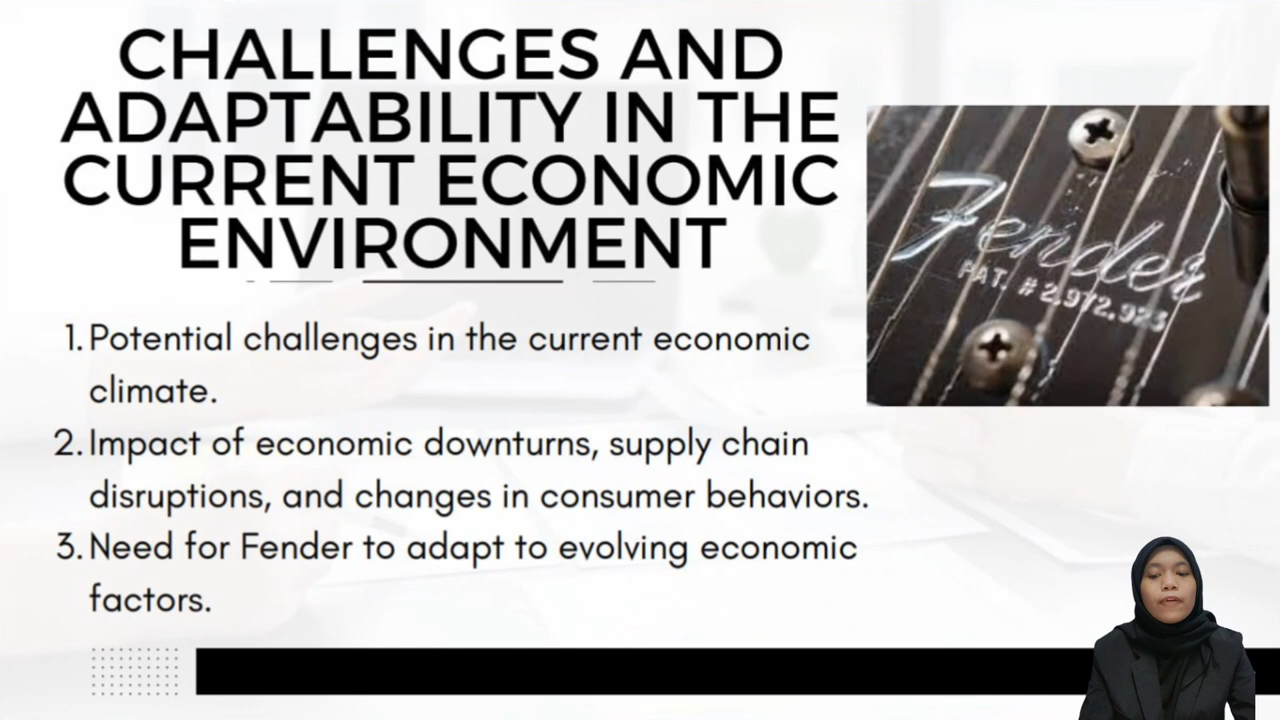 CHALLENGES AND
ADAPTABILITY IN THE
CURRENT ECONOMIC
ENVIRONMENT
1. Potential challenges in the current economic
climate.
2. Impact of economic downturns, supply chain
disruptions, and changes in consumer behaviors.
3. Need for Fender to adapt to evolving economic
factors.
Fender
PAT. # 2,972,923